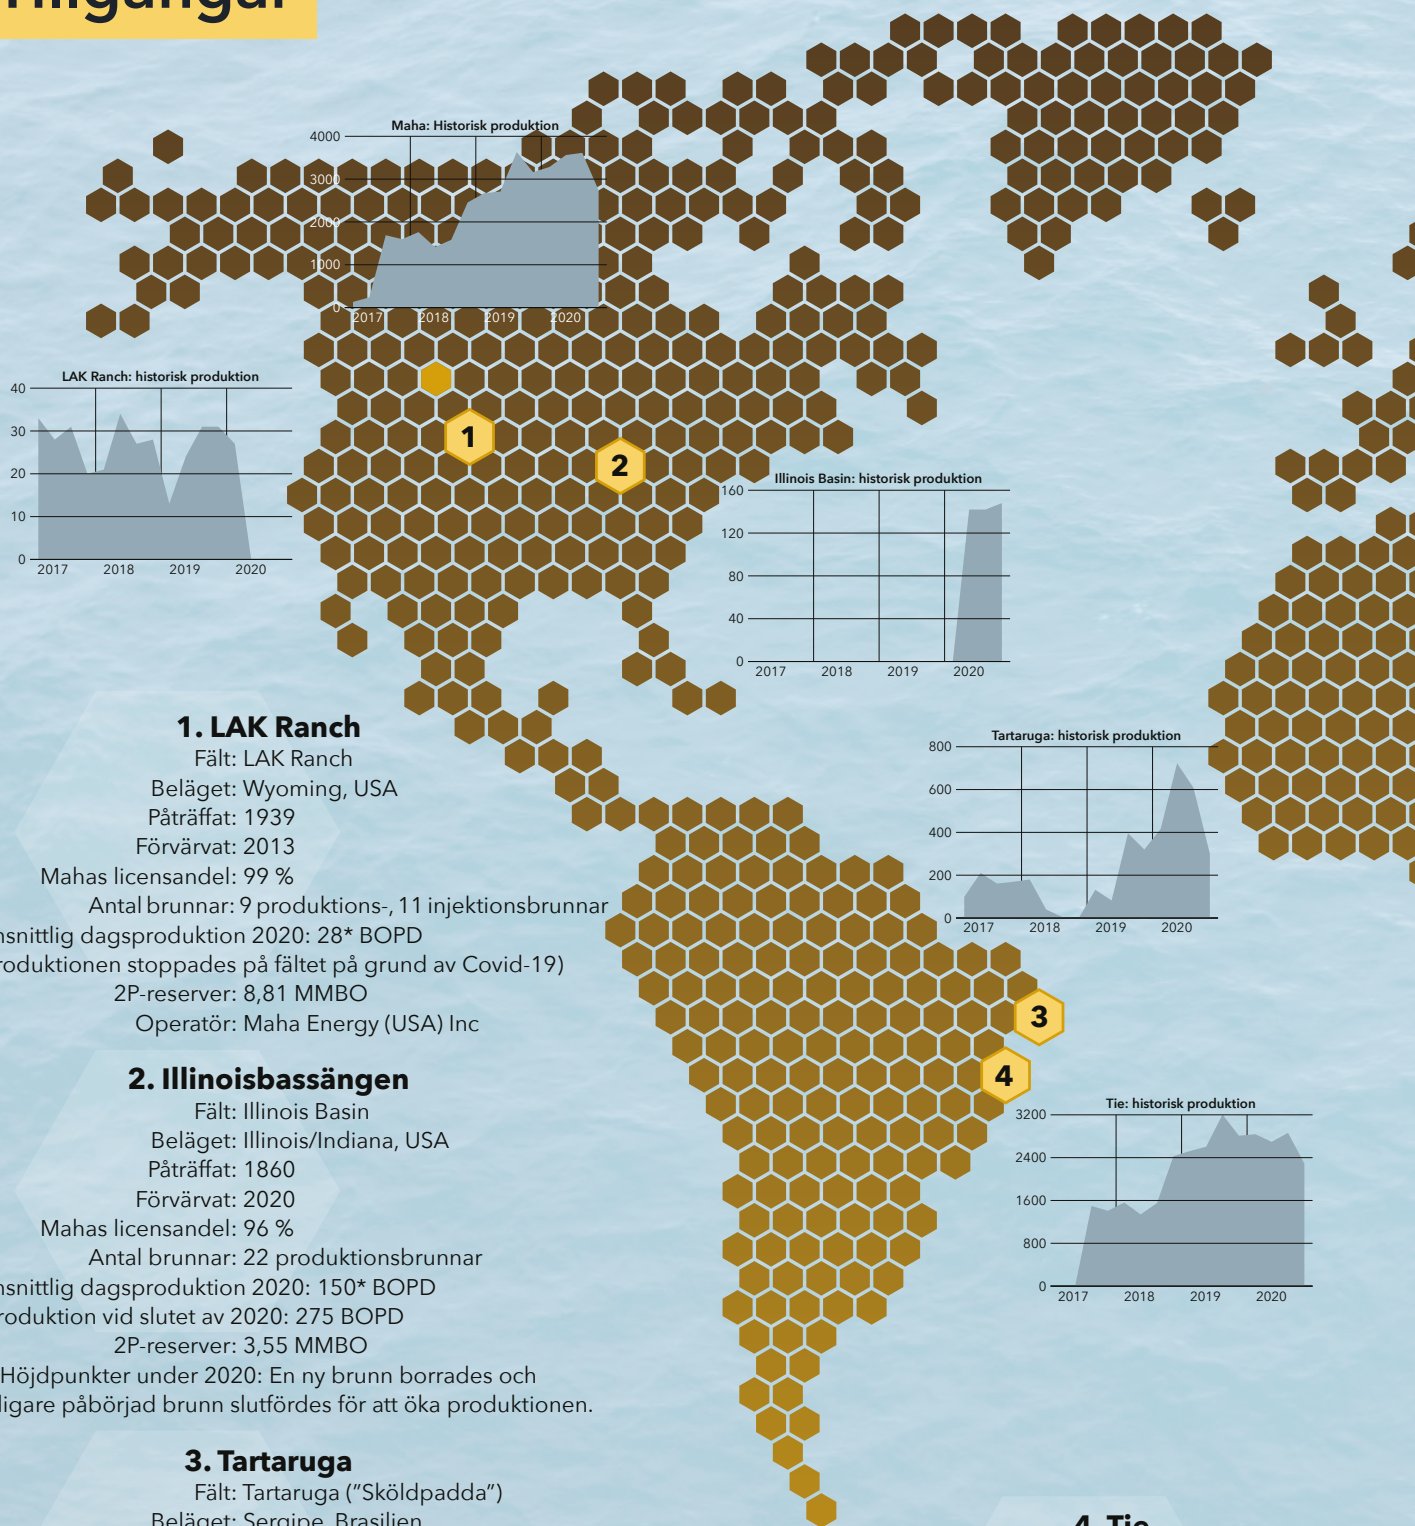 Tillgångar
Maha: Historisk produktion
4000
3000
2000
1000
0
2017 2018 2019 2020
LAK Ranch: historisk produktion
40
30
20
10
0
2017 2018 2019 2020
1
2
Illinois Basin: historisk produktion
160
120
80
40
0
2017 2018 2019 2020
1. LAK Ranch
Fält: LAK Ranch
Beläget: Wyoming, USA
Påträffat: 1939
Förvärvat: 2013
Mahas licensandel: 99 %
Antal brunnar: 9 produktions-, 11 injektionsbrunnar
nsnittlig dagsproduktion 2020: 28* BOPD
roduktionen stoppades på fältet på grund av Covid-19)
2P-reserver: 8,81 MMBO
Operatör: Maha Energy (USA) Inc
Tartaruga: historisk produktion
800
600
400
200
0
2017 2018 2019 2020
3
4
2. Illinoisbassängen
Fält: Illinois Basin
Beläget: Illinois/Indiana, USA
Påträffat: 1860
Förvärvat: 2020
Mahas licensandel: 96 %
Antal brunnar: 22 produktionsbrunnar
nsnittlig dagsproduktion 2020: 150* BOPD
roduktion vid slutet av 2020: 275 BOPD
2P-reserver: 3,55 MMBO
Höjdpunkter under 2020: En ny brunn borrades och
ligare påbörjad brunn slutfördes för att öka produktionen.
Tie: historisk produktion
3200
2400
1600
800
0
2017 2018 2019 2020
3. Tartaruga
Fält: Tartaruga (”Sköldpadda”)
Beläget: Sergipe, Brasilien
4. Tie